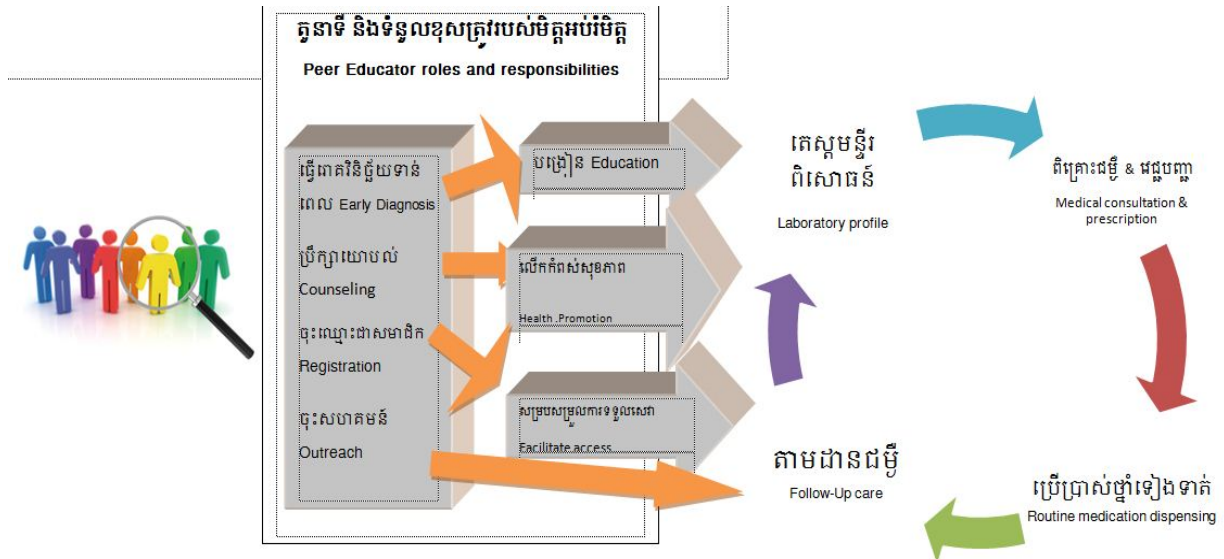 តួនាទី និងទំនួលខុសត្រូវរបស់មិត្តអប់រំមិត្ត
Peer Educator roles and responsibilities
ធ្វើរោគវិនិច្ឆ័យទាន់
ពេល Early Diagnosis
ប្រឹក្សាយោបល់
Counseling
ចុះឈ្មោះជាសមាជិក
Registration
ចុះសហគមន៍
Outreach
បង្រៀន Education
លើកកំពស់សុខភាព
Health .Promotion
សម្របសម្រួលការទទួលសេវា
Facilitate access
តេស្តមន្ទីរ
ពិសោធន៍
Laboratory profile
ពិគ្រោះជម្ងឺ & វេជ្ជបញ្ជា
Medical consultation &
prescription
ប្រើប្រាស់ថ្នាំទៀងទាត់
Routine medication dispensing
តាមដានជម្ងឺ
Follow-Up care